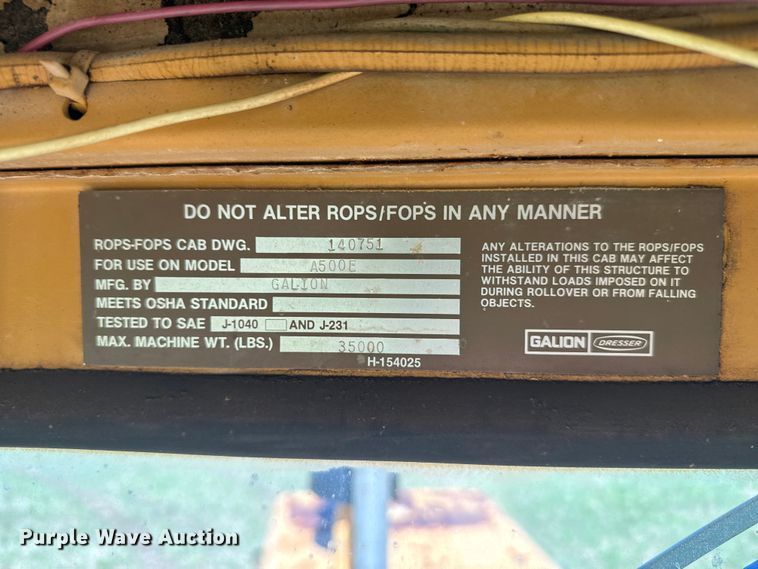 DO NOT ALTER ROPS/FOPS IN ANY MANNER
ROPS-FOPS CAB DWG. 140751
FOR USE ON MODEL A500E
MFG. BY GALION
MEETS OSHA STANDARD
TESTED TO SAE J-1040 AND J-231
MAX. MACHINE WT. (LBS.) 35000
H-154025
ANY ALTERATIONS TO THE ROPS/FOPS
INSTALLED IN THIS CAB MAY AFFECT
THE ABILITY OF THIS STRUCTURE TO
WITHSTAND LOADS IMPOSED ON IT
DURING ROLLOVER OR FROM FALLING
OBJECTS.
GALION DRESSER
Purple Wave Auction